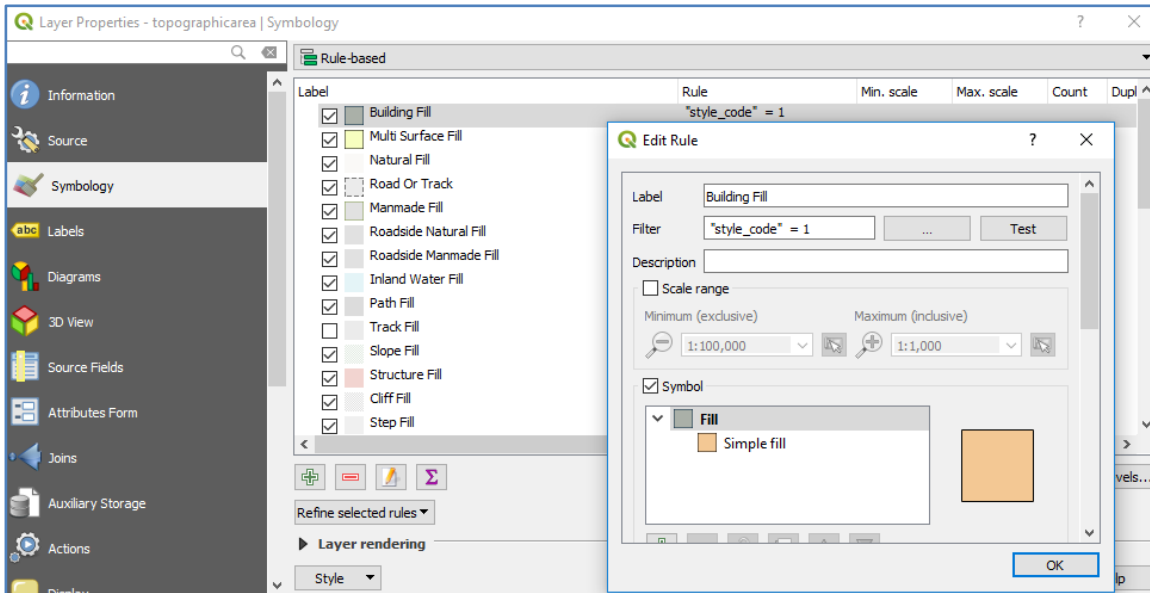 Layer Properties - topographicarea | Symbology
Rule-based
Information
Source
Symbology
abc Labels
Diagrams
3D View
Source Fields
Attributes Form
Joins
Auxiliary Storage
Actions
Display
Label Rule Min. scale Max. scale Count Dupl
Building Fill "style_code" = 1
Multi Surface Fill
Natural Fill
Road Or Track
Manmade Fill
Roadside Natural Fill
Roadside Manmade Fill
Inland Water Fill
Path Fill
Track Fill
Slope Fill
Structure Fill
Cliff Fill
Step Fill
Refine selected rules
Layer rendering
Style
vels...
lp
Edit Rule
Label Building Fill
Filter "style_code" = 1 ... Test
Description
Scale range
Minimum (exclusive) Maximum (inclusive)
1:100,000 1:1,000
Symbol
Fill
Simple fill
OK